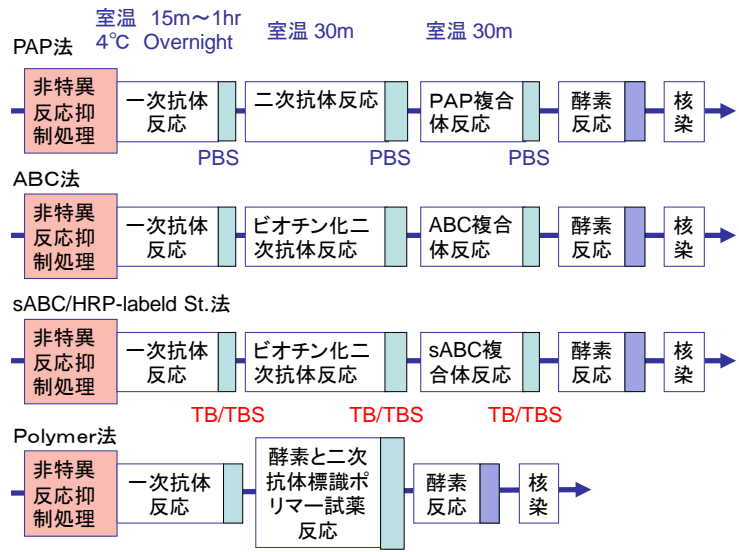 室温 15m～1hr
4℃ Overnight
室温 30m
室温 30m
PAP法
非特異
反応抑
制処理
一次抗体
反応
二次抗体反応
PAP複合
体反応
酵素
反応
核
染
PBS
PBS
PBS
ABC法
非特異
反応抑
制処理
一次抗体
反応
ビオチン化二
次抗体反応
ABC複合
体反応
酵素
反応
核
染
sABC/HRP-labeld St.法
非特異
反応抑
制処理
一次抗体
反応
ビオチン化二
次抗体反応
sABC複
合体反応
酵素
反応
核
染
TB/TBS
TB/TBS
TB/TBS
Polymer法
非特異
反応抑
制処理
一次抗体
反応
酵素と二次
抗体標識ポ
リマー試薬
反応
酵素
反応
核
染